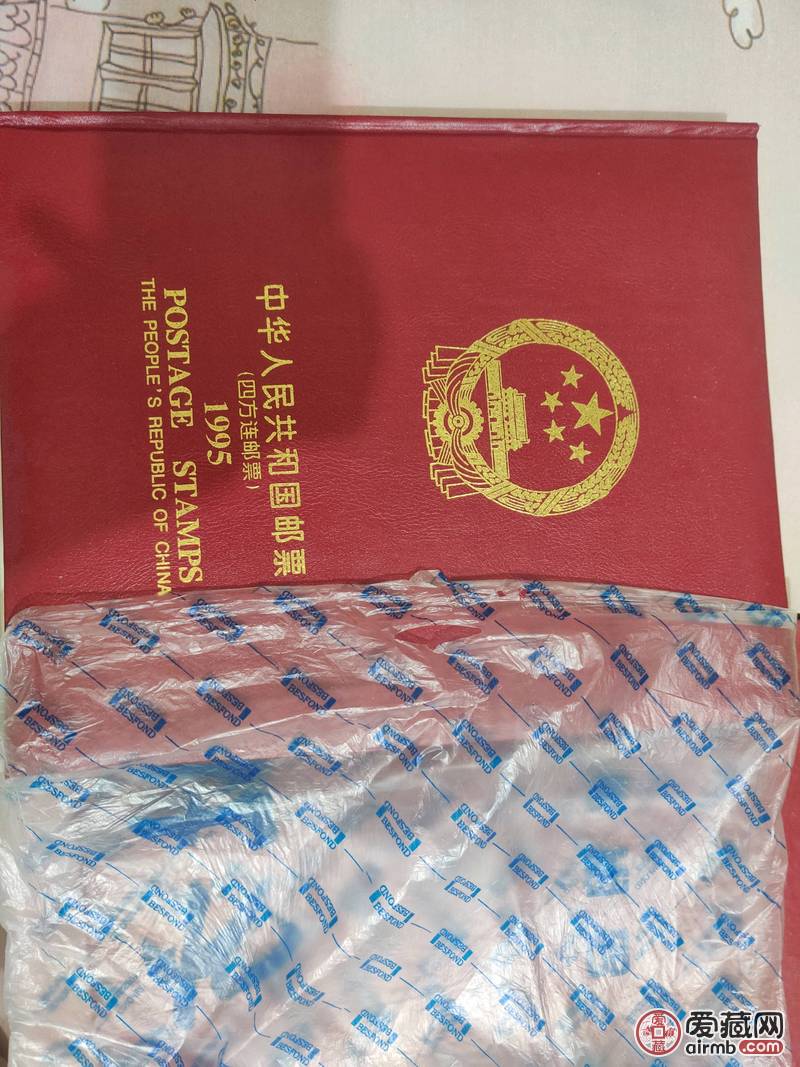 中华人民共和国邮票
(四方连邮票)
1995
POSTAGE STAMPS
THE PEOPLE'S REPUBLIC OF CHINA
BESFOND
爱藏网
airmb.com